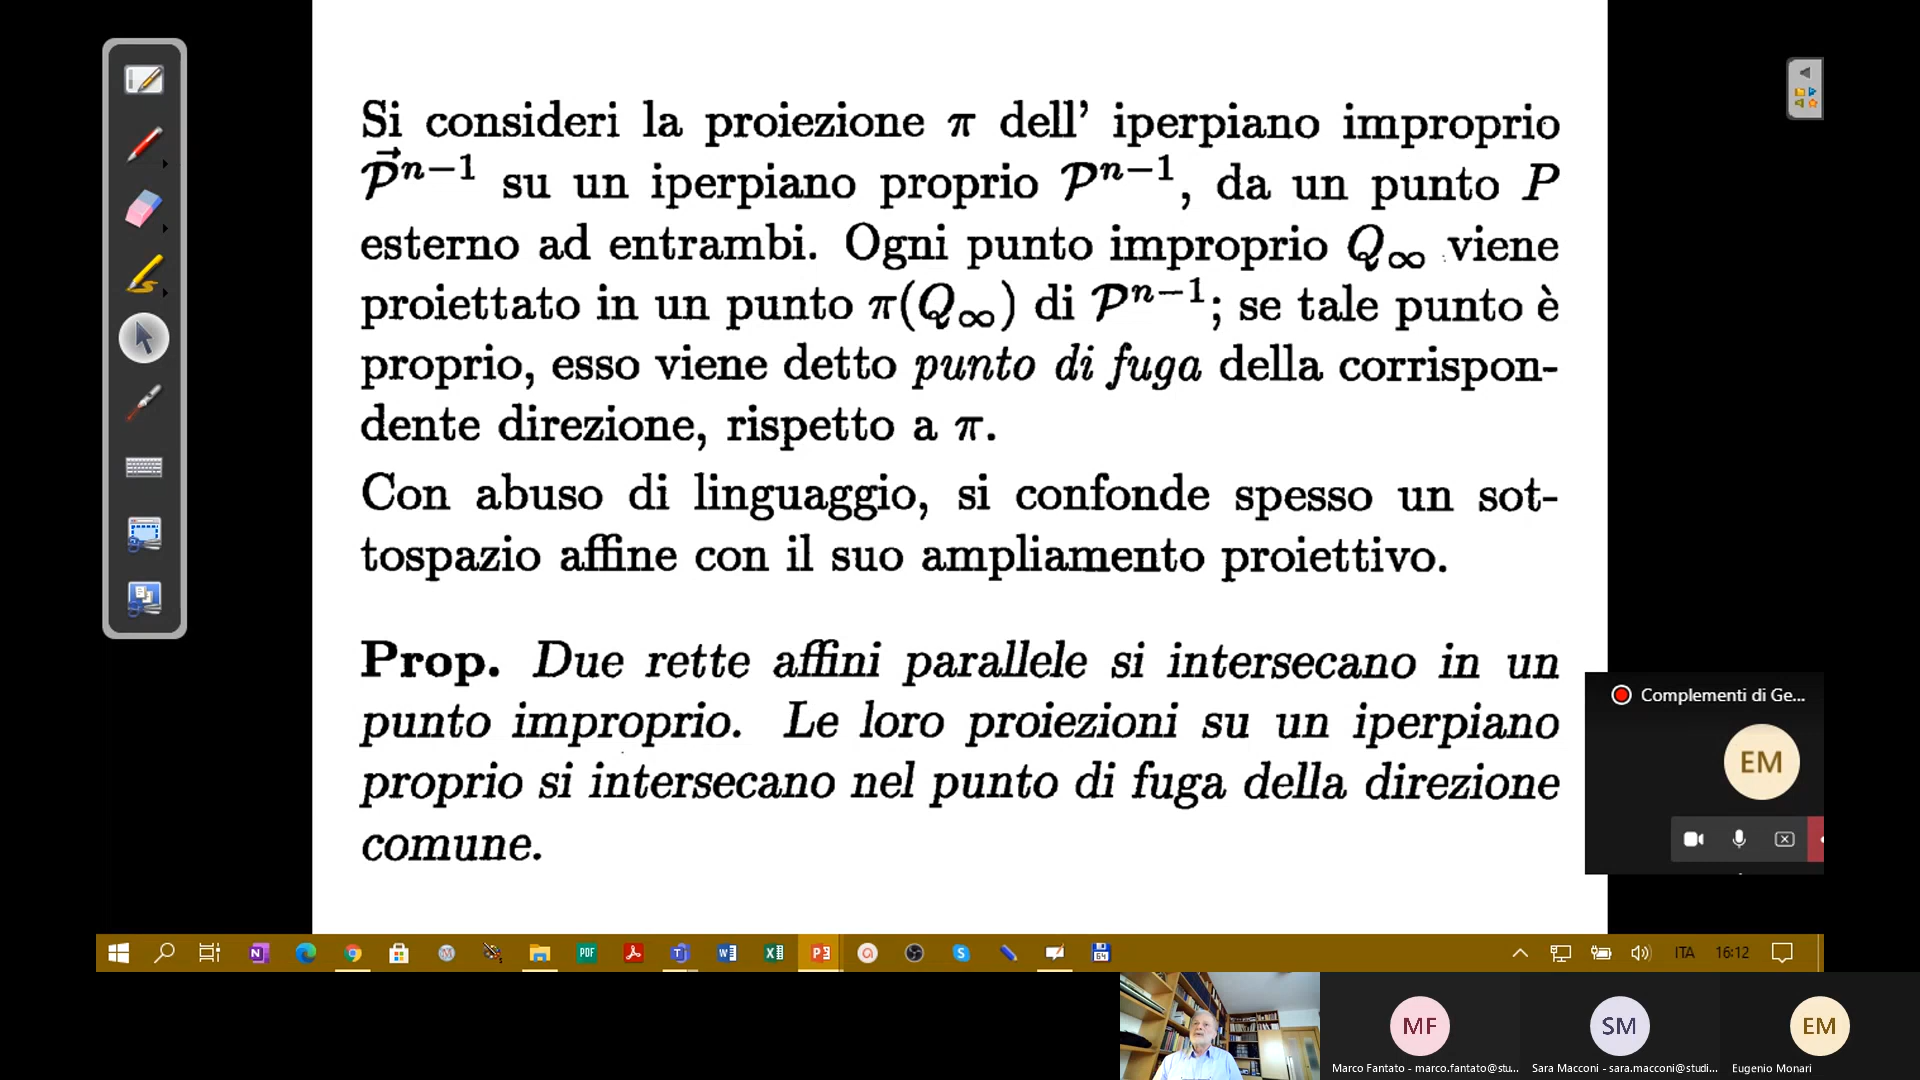 Si consideri la proiezione π dell' iperpiano improprio
𝒫⃗ⁿ⁻¹ su un iperpiano proprio 𝒫ⁿ⁻¹, da un punto P
esterno ad entrambi. Ogni punto improprio Q∞ viene
proiettato in un punto π(Q∞) di 𝒫ⁿ⁻¹; se tale punto è
proprio, esso viene detto punto di fuga della corrispon-
dente direzione, rispetto a π.
Con abuso di linguaggio, si confonde spesso un sot-
tospazio affine con il suo ampliamento proiettivo.
Prop. Due rette affini parallele si intersecano in un
punto improprio. Le loro proiezioni su un iperpiano
proprio si intersecano nel punto di fuga della direzione
comune.
Complementi di Ge...
EM
ITA 16:12
MF
SM
EM
Marco Fantato - marco.fantato@stu...
Sara Macconi - sara.macconi@studi...
Eugenio Monari